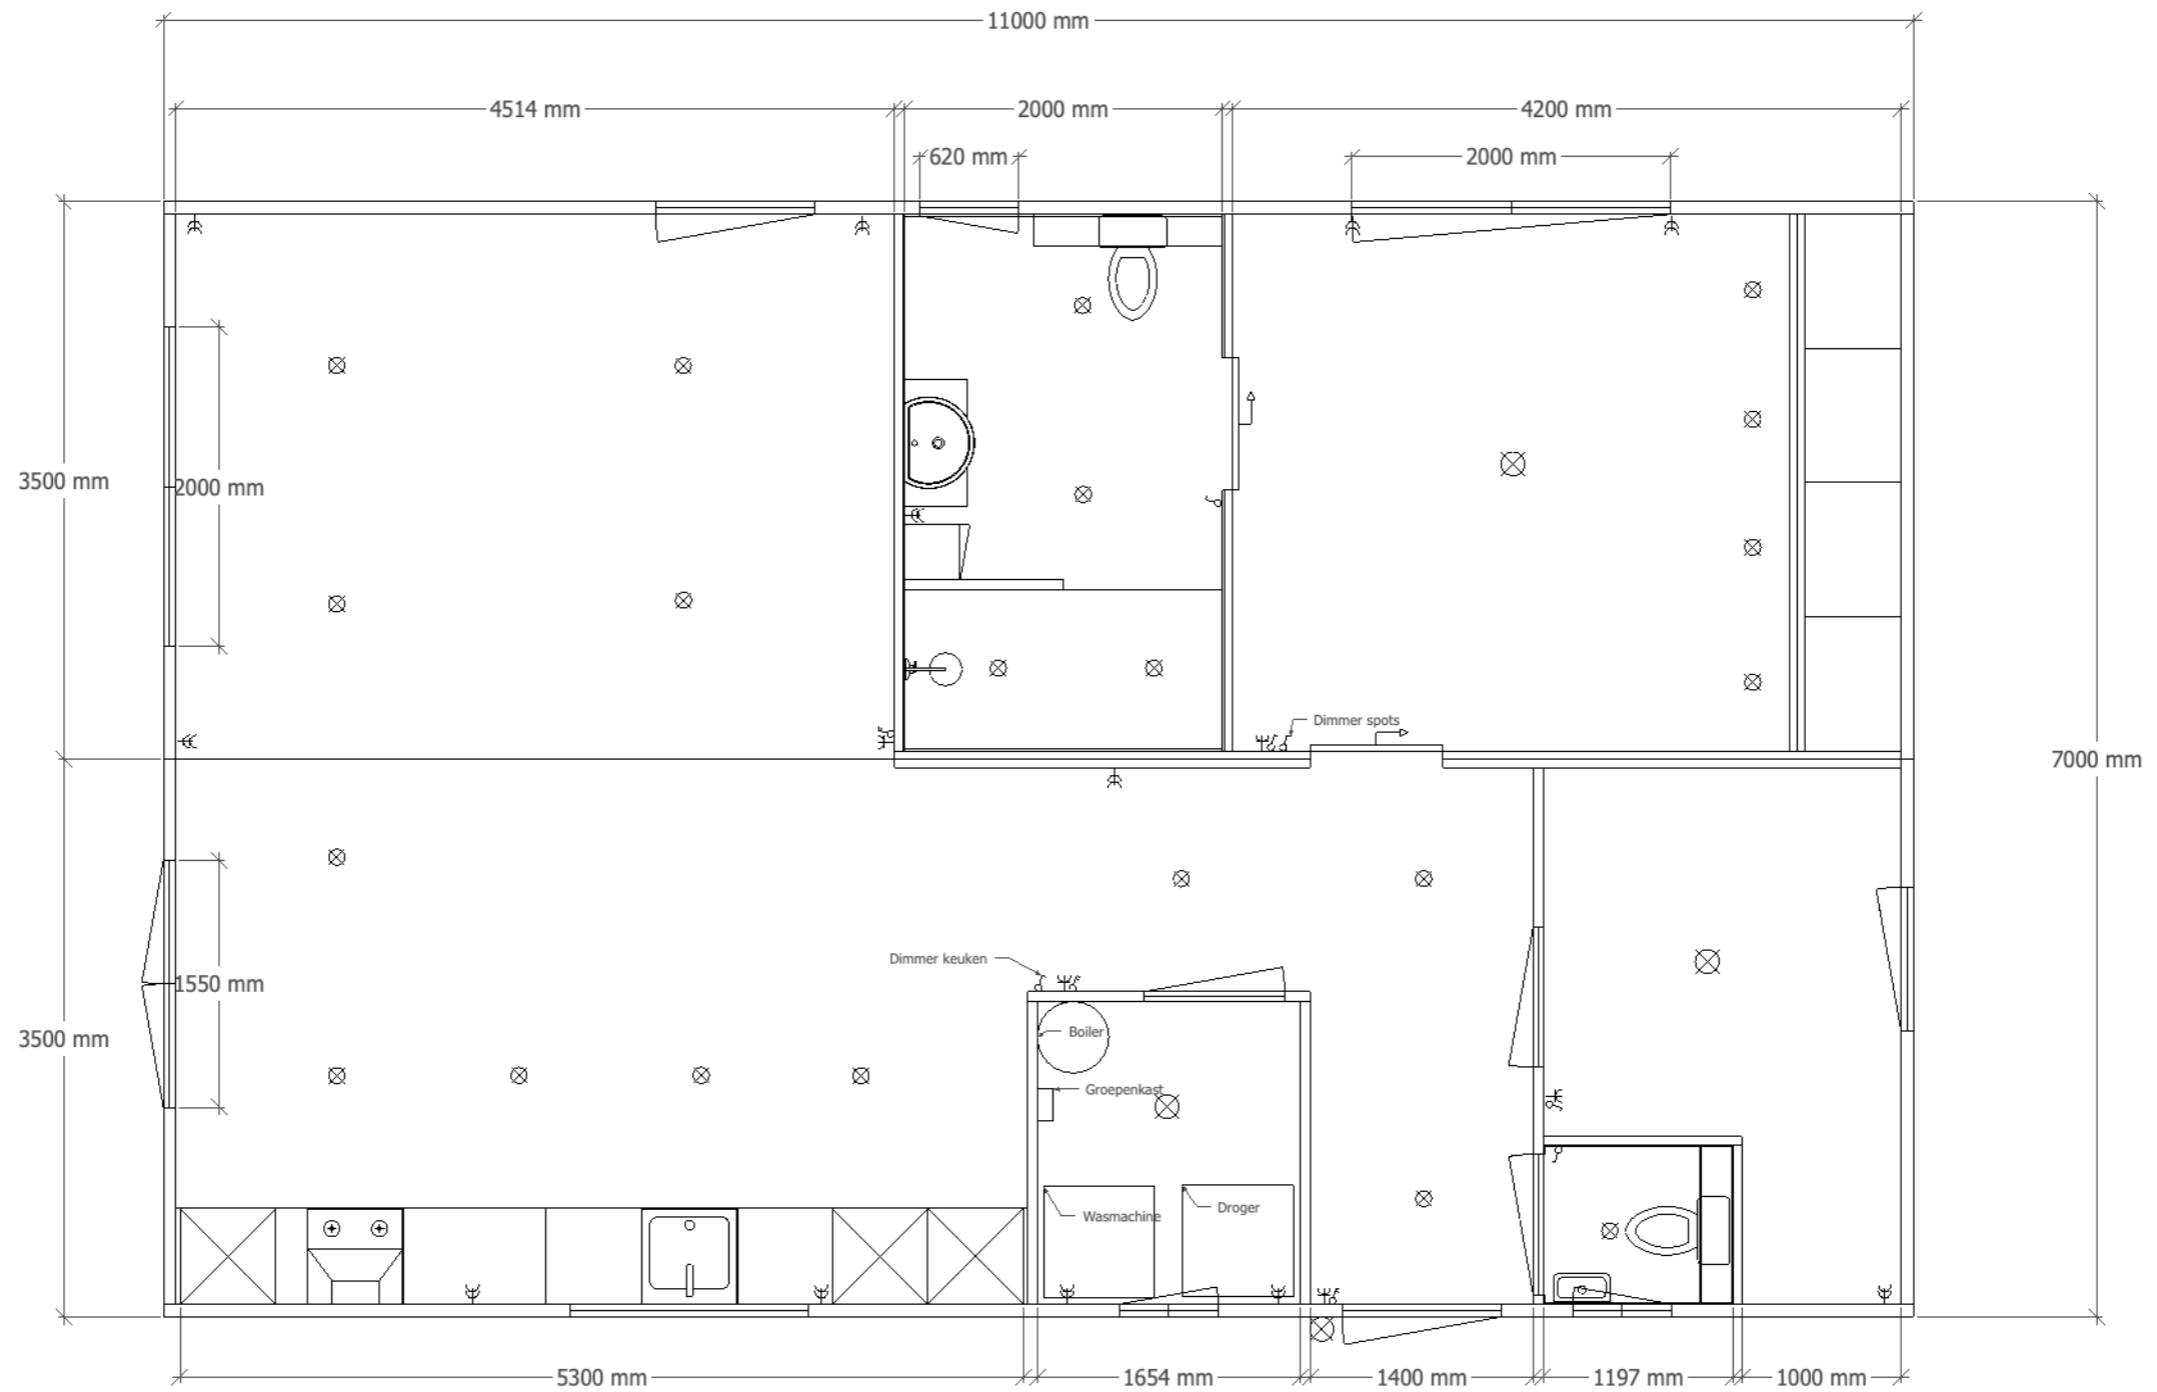 11000 mm
4514 mm
2000 mm
4200 mm
620 mm
2000 mm
3500 mm
2000 mm
Dimmer spots
7000 mm
Dimmer keuken
1550 mm
Boiler
3500 mm
Groepenkast
Wasmachine
Droger
5300 mm
1654 mm
1400 mm
1197 mm
1000 mm